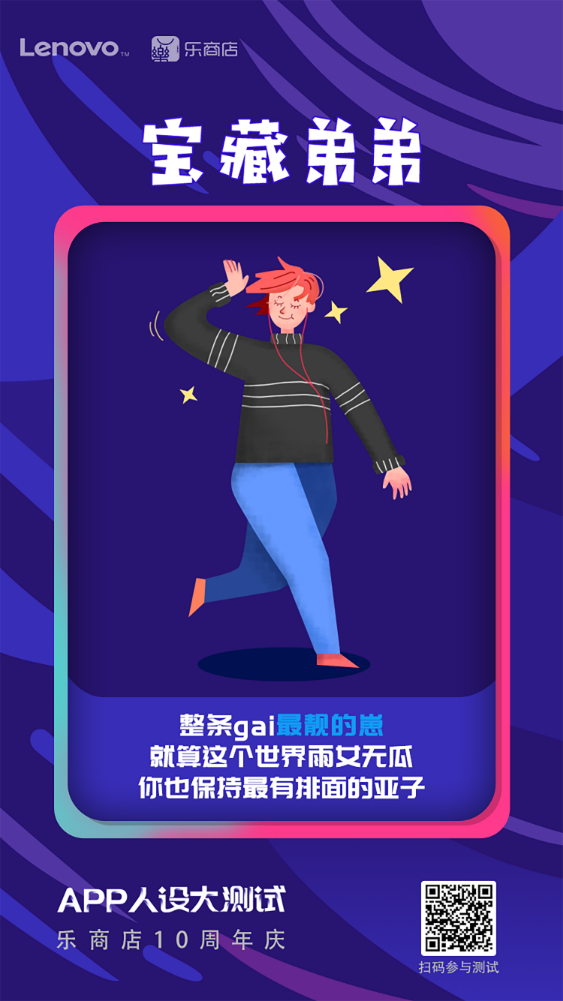 Lenovo™ 乐商店
宝藏弟弟
整条gai最靓的崽
就算这个世界雨女无瓜
你也保持最有排面的亚子
APP人设大测试
乐商店10周年庆
扫码参与测试